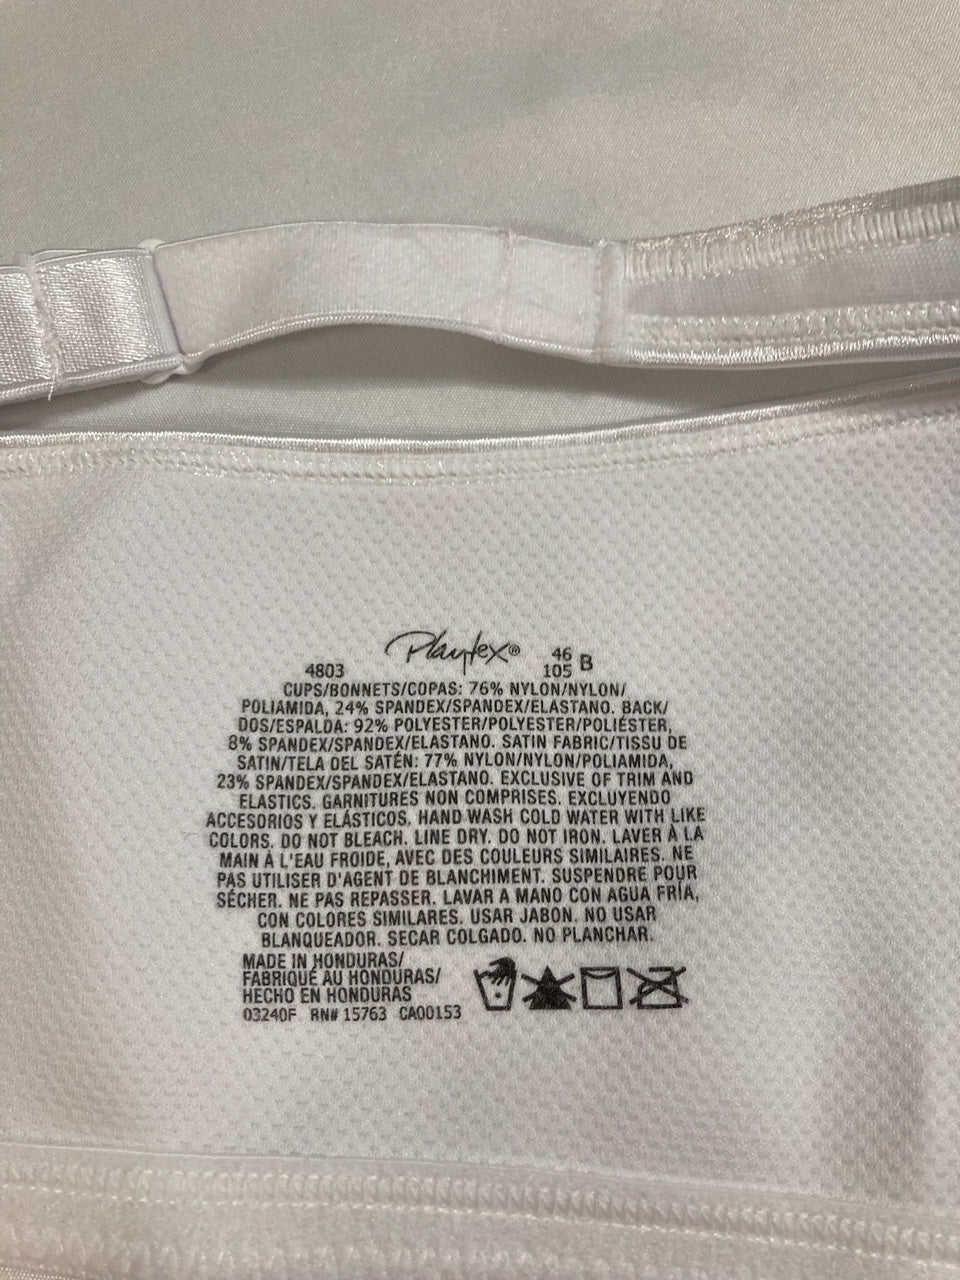 Playtex®
4803
46
105 B
CUPS/BONNETS/COPAS: 76% NYLON/NYLON/
POLIAMIDA, 24% SPANDEX/SPANDEX/ELASTANO. BACK/
DOS/ESPALDA: 92% POLYESTER/POLYESTER/POLIÉSTER,
8% SPANDEX/SPANDEX/ELASTANO. SATIN FABRIC/TISSU DE
SATIN/TELA DEL SATÉN: 77% NYLON/NYLON/POLIAMIDA,
23% SPANDEX/SPANDEX/ELASTANO. EXCLUSIVE OF TRIM AND
ELASTICS. GARNITURES NON COMPRISES. EXCLUYENDO
ACCESORIOS Y ELÁSTICOS. HAND WASH COLD WATER WITH LIKE
COLORS. DO NOT BLEACH. LINE DRY. DO NOT IRON. LAVER À LA
MAIN À L'EAU FROIDE, AVEC DES COULEURS SIMILAIRES. NE
PAS UTILISER D'AGENT DE BLANCHIMENT. SUSPENDRE POUR
SÉCHER. NE PAS REPASSER. LAVAR A MANO CON AGUA FRÍA,
CON COLORES SIMILARES. USAR JABON. NO USAR
BLANQUEADOR. SECAR COLGADO. NO PLANCHAR.
MADE IN HONDURAS/
FABRIQUÉ AU HONDURAS/
HECHO EN HONDURAS
03240F RN# 15763 CA00153